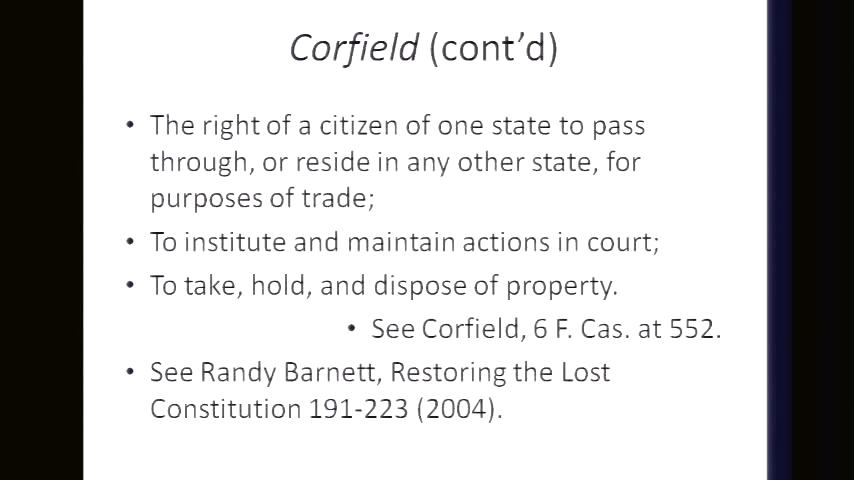 Corfield (cont’d)
• The right of a citizen of one state to pass
through, or reside in any other state, for
purposes of trade;
• To institute and maintain actions in court;
• To take, hold, and dispose of property.
• See Corfield, 6 F. Cas. at 552.
• See Randy Barnett, Restoring the Lost
Constitution 191-223 (2004).